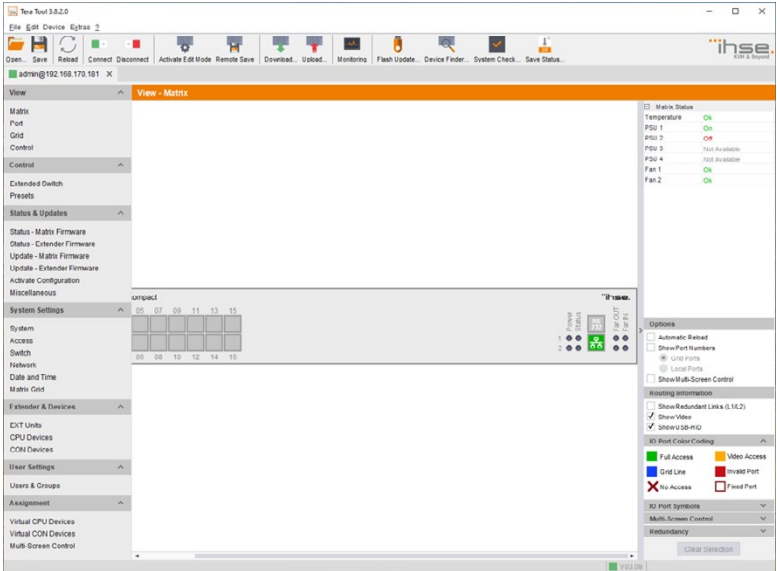 Tera Tool 3.8.2.0
File Edit Device Extras ?
Open... Save Reload Connect Disconnect Activate Edit Mode Remote Save Download... Upload... Monitoring Flash Update... Device Finder... System Check... Save Status...
ihse.
KVM & Beyond
admin@192.168.170.181 X
View
Matrix
Port
Grid
Control
Control
Extended Switch
Presets
Status & Updates
Status - Matrix Firmware
Status - Extender Firmware
Update - Matrix Firmware
Update - Extender Firmware
Activate Configuration
Miscellaneous
System Settings
System
Access
Switch
Network
Date and Time
Matrix Grid
Extender & Devices
EXT Units
CPU Devices
CON Devices
User Settings
Users & Groups
Assignment
Virtual CPU Devices
Virtual CON Devices
Multi-Screen Control
View - Matrix
ompact
ihse.
05 07 09 11 13 15
06 08 10 12 14 16
Power
Status
1
2
RS
232
Fan OUT
Fan IN
Matrix Status
Temperature Ok
PSU 1 On
PSU 2 Off
PSU 3 Not Available
PSU 4 Not Available
Fan 1 Ok
Fan 2 Ok
Options
Automatic Reload
Show Port Numbers
Grid Ports
Local Ports
Show Multi-Screen Control
Routing Information
Show Redundant Links (L1/L2)
Show Video
Show USB-HID
IO Port Color Coding
Full Access Video Access
Grid Line Invalid Port
No Access Fixed Port
IO Port Symbols
Multi-Screen Control
Redundancy
Clear Selection
V03.08